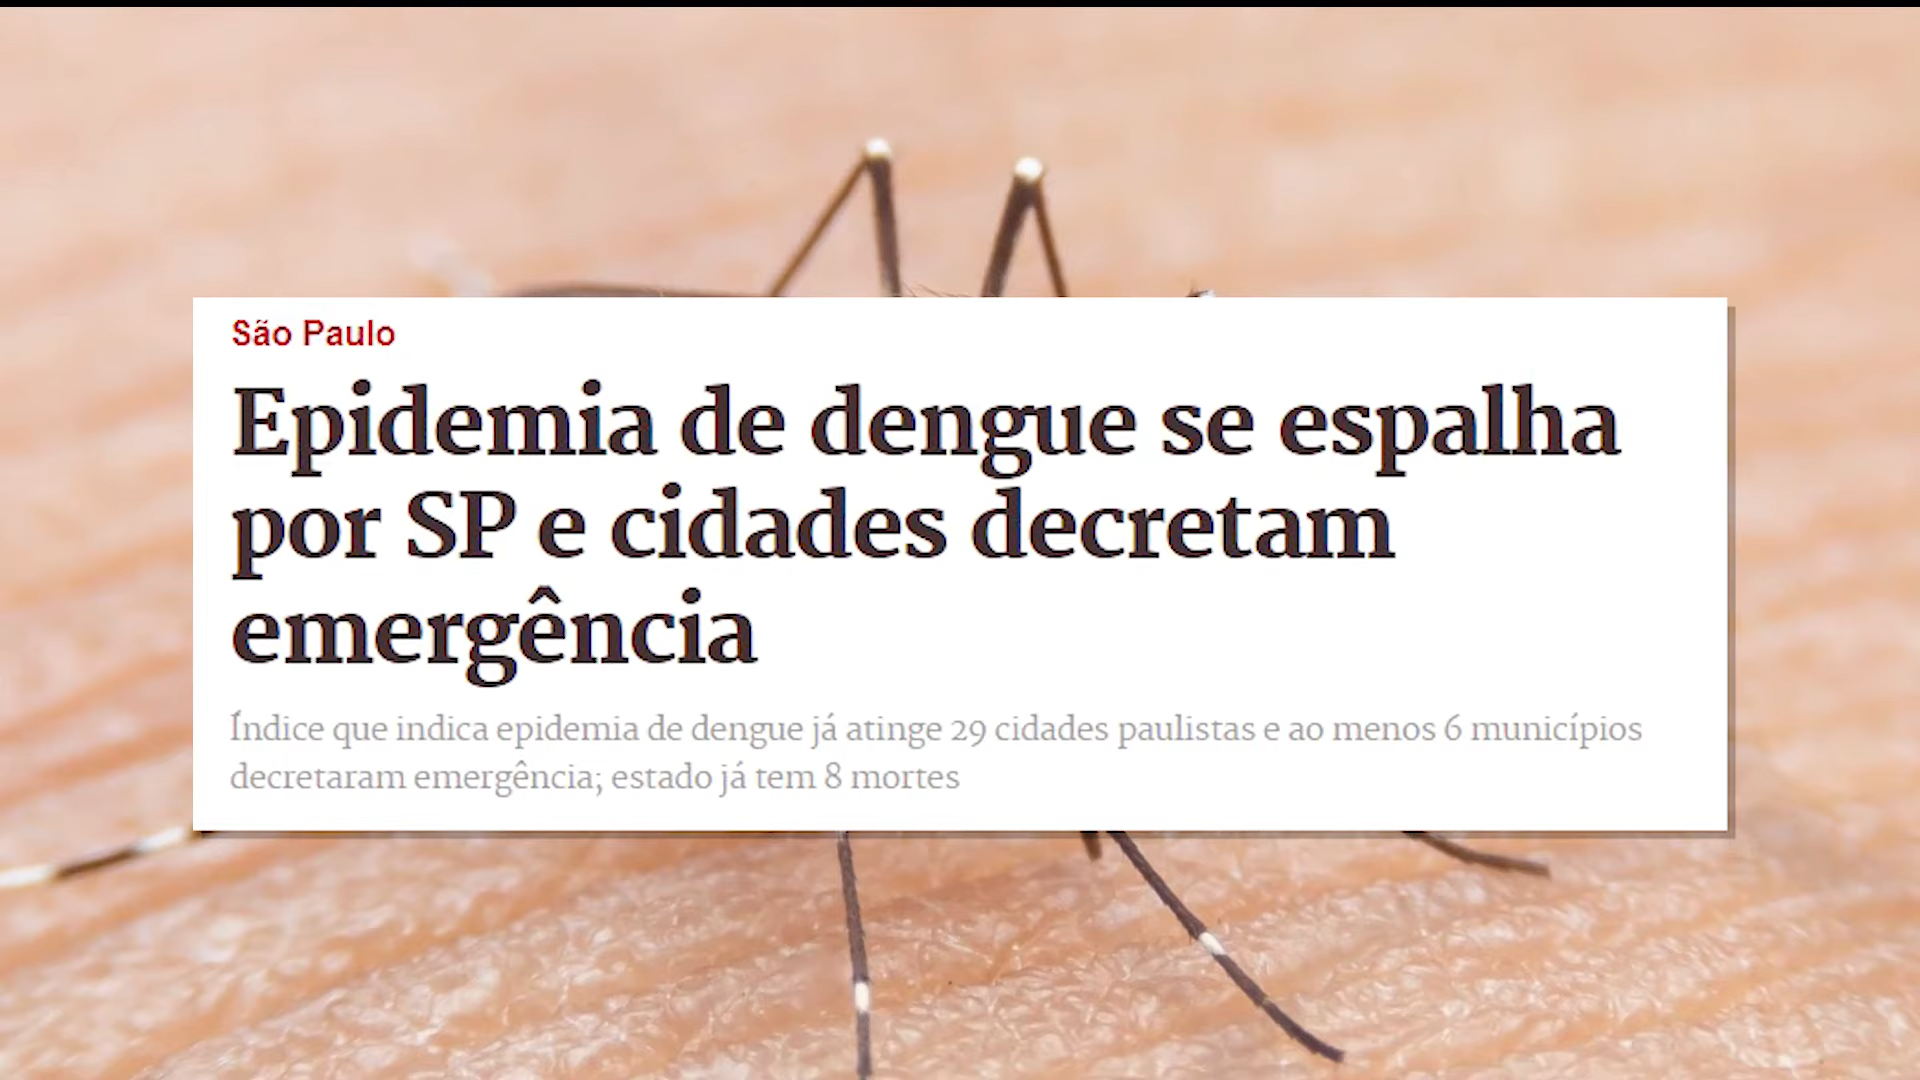 São Paulo
Epidemia de dengue se espalha
por SP e cidades decretam
emergência
Índice que indica epidemia de dengue já atinge 29 cidades paulistas e ao menos 6 municípios
decretaram emergência; estado já tem 8 mortes